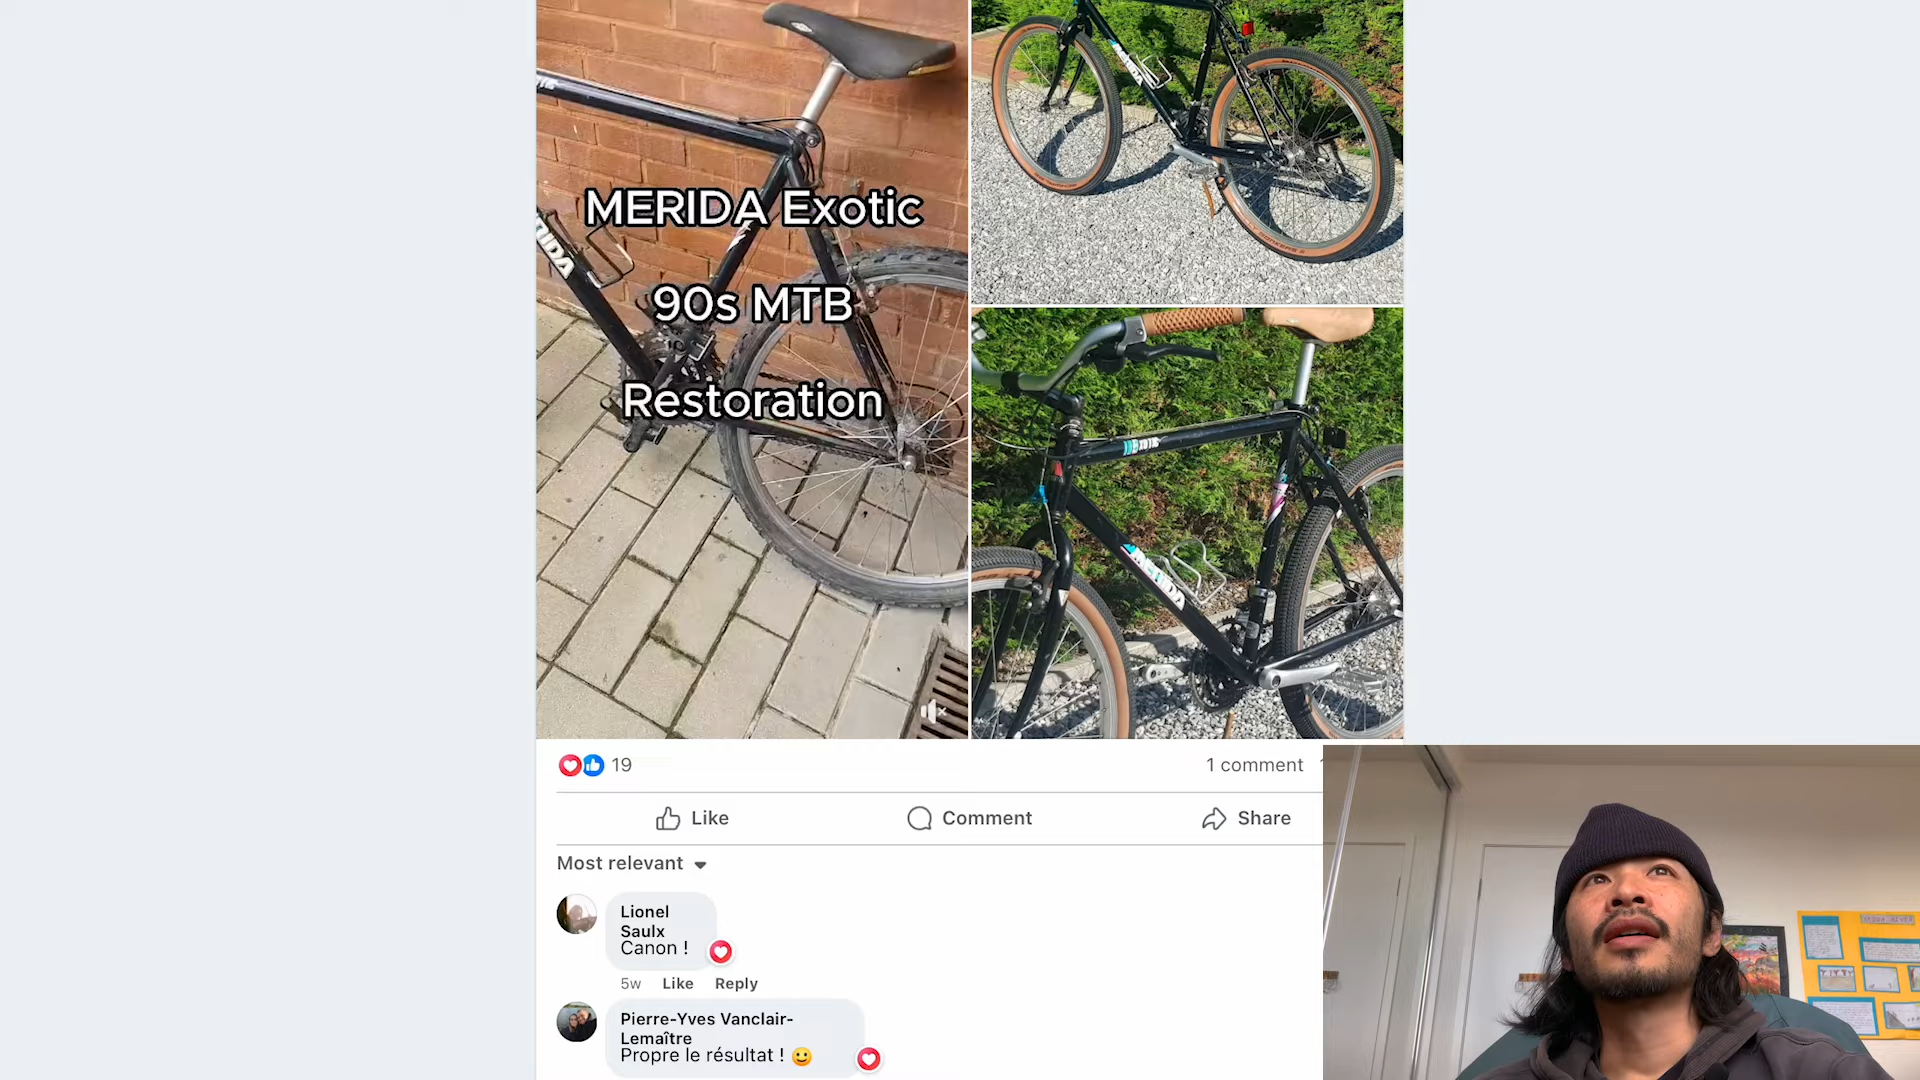 MERIDA Exotic
90s MTB
Restoration
MERIDA
19
1 comment
Like
Comment
Share
Most relevant
Lionel
Saulx
Canon !
5w Like Reply
Pierre-Yves Vanclair-
Lemaître
Propre le résultat ! 🙂